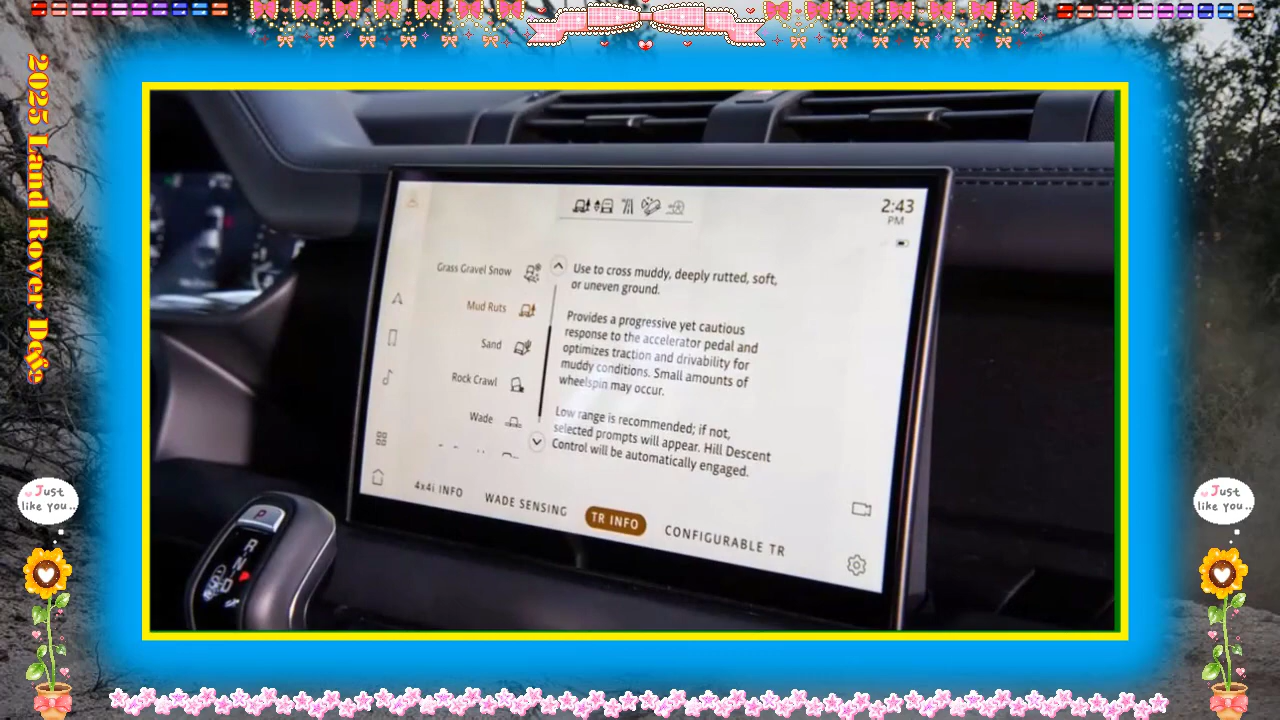 2025 Land Rover
2:43
PM
Grass Gravel Snow
Mud Ruts
Sand
Rock Crawl
Wade
Use to cross muddy, deeply rutted, soft,
or uneven ground.
Provides a progressive yet cautious
response to the accelerator pedal and
optimizes traction and drivability for
muddy conditions. Small amounts of
wheelspin may occur.
Low range is recommended; if not,
selected prompts will appear. Hill Descent
Control will be automatically engaged.
4x4i INFO
WADE SENSING
TR INFO
CONFIGURABLE TR
P
R
N
D
Just
like you..
Just
like you..